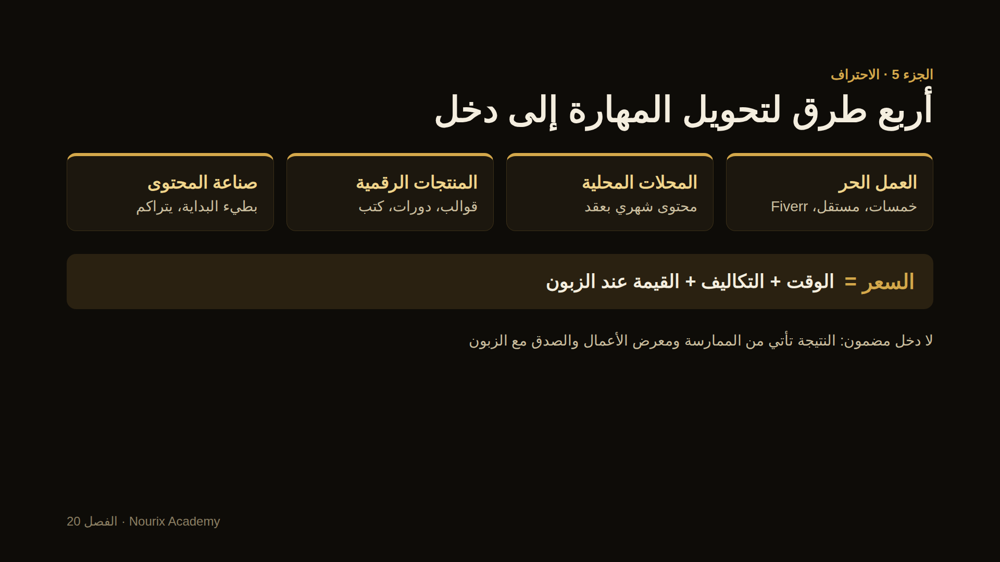 الجزء 5 · الاحتراف
أربع طرق لتحويل المهارة إلى دخل
العمل الحر
خمسات، مستقل، Fiverr
المحلات المحلية
محتوى شهري بعقد
المنتجات الرقمية
قوالب، دورات، كتب
صناعة المحتوى
بطيء البداية، يتراكم
السعر = الوقت + التكاليف + القيمة عند الزبون
لا دخل مضمون: النتيجة تأتي من الممارسة ومعرض الأعمال والصدق مع الزبون
Nourix Academy · الفصل 20